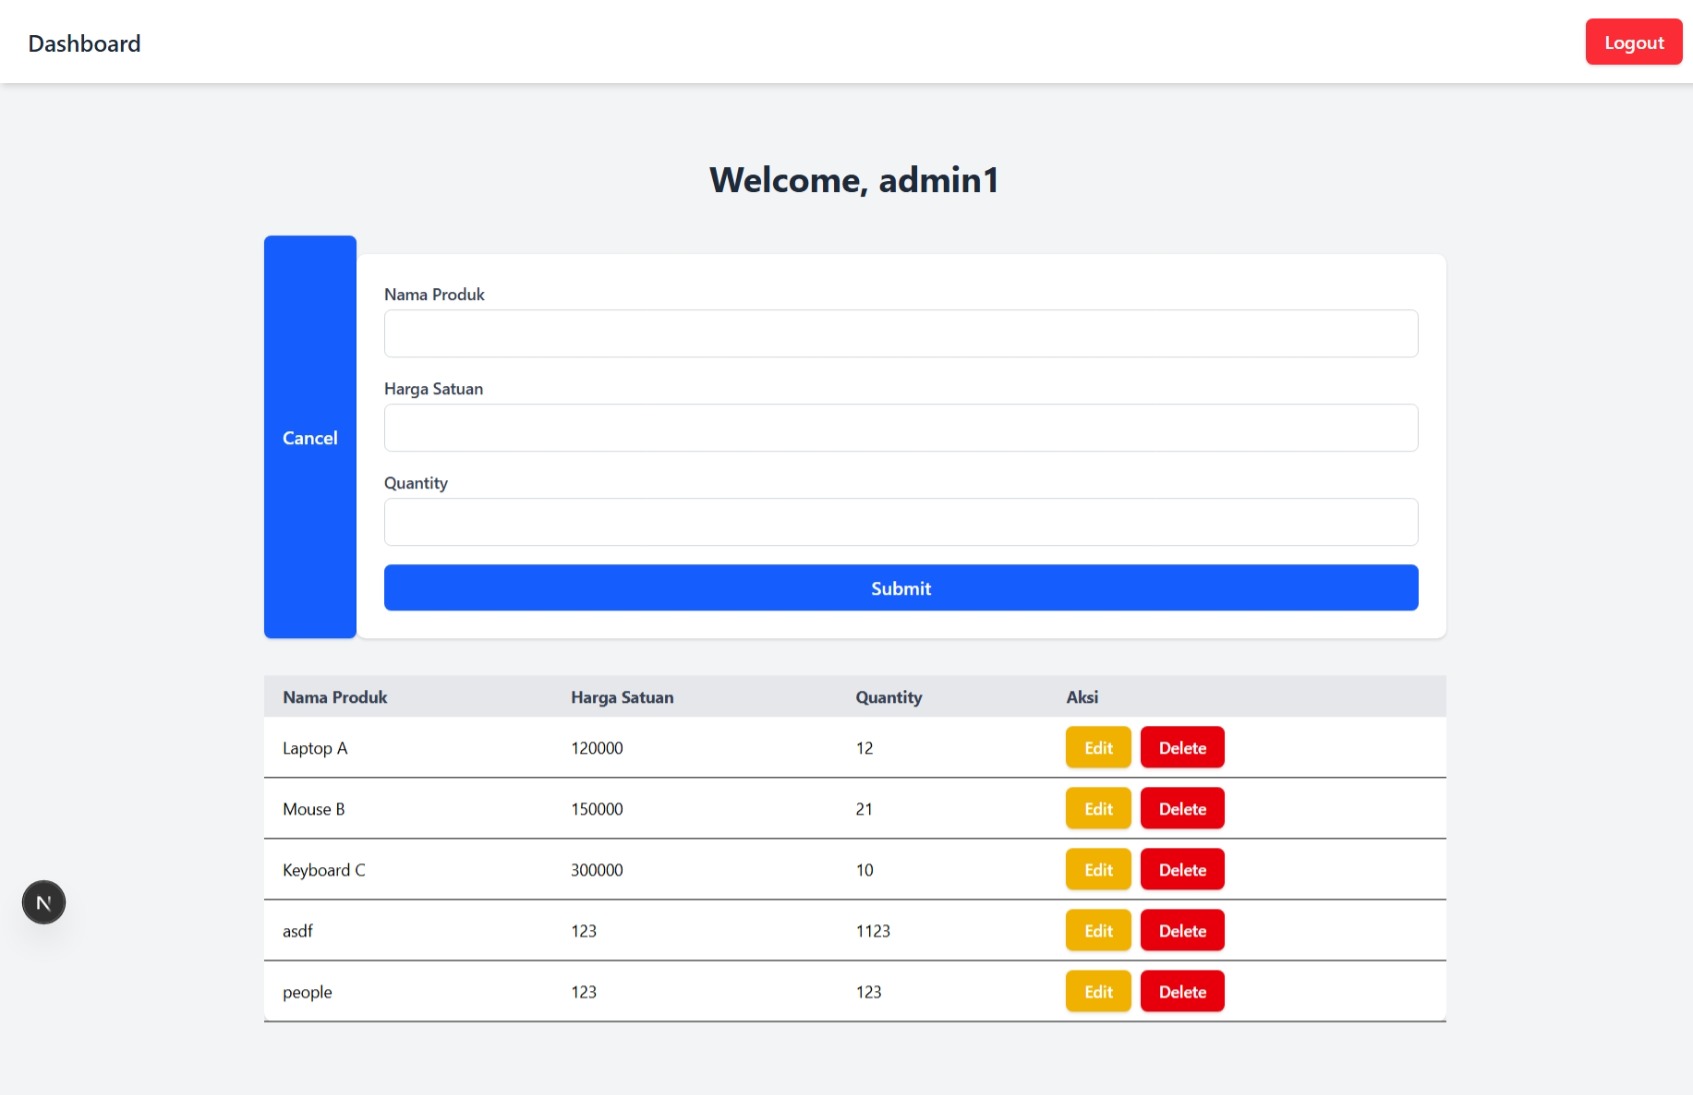 Dashboard
Logout
Welcome, admin1
Cancel
Nama Produk
Harga Satuan
Quantity
Submit
Nama Produk Harga Satuan Quantity Aksi
Laptop A 120000 12 Edit Delete
Mouse B 150000 21 Edit Delete
Keyboard C 300000 10 Edit Delete
asdf 123 1123 Edit Delete
people 123 123 Edit Delete
N